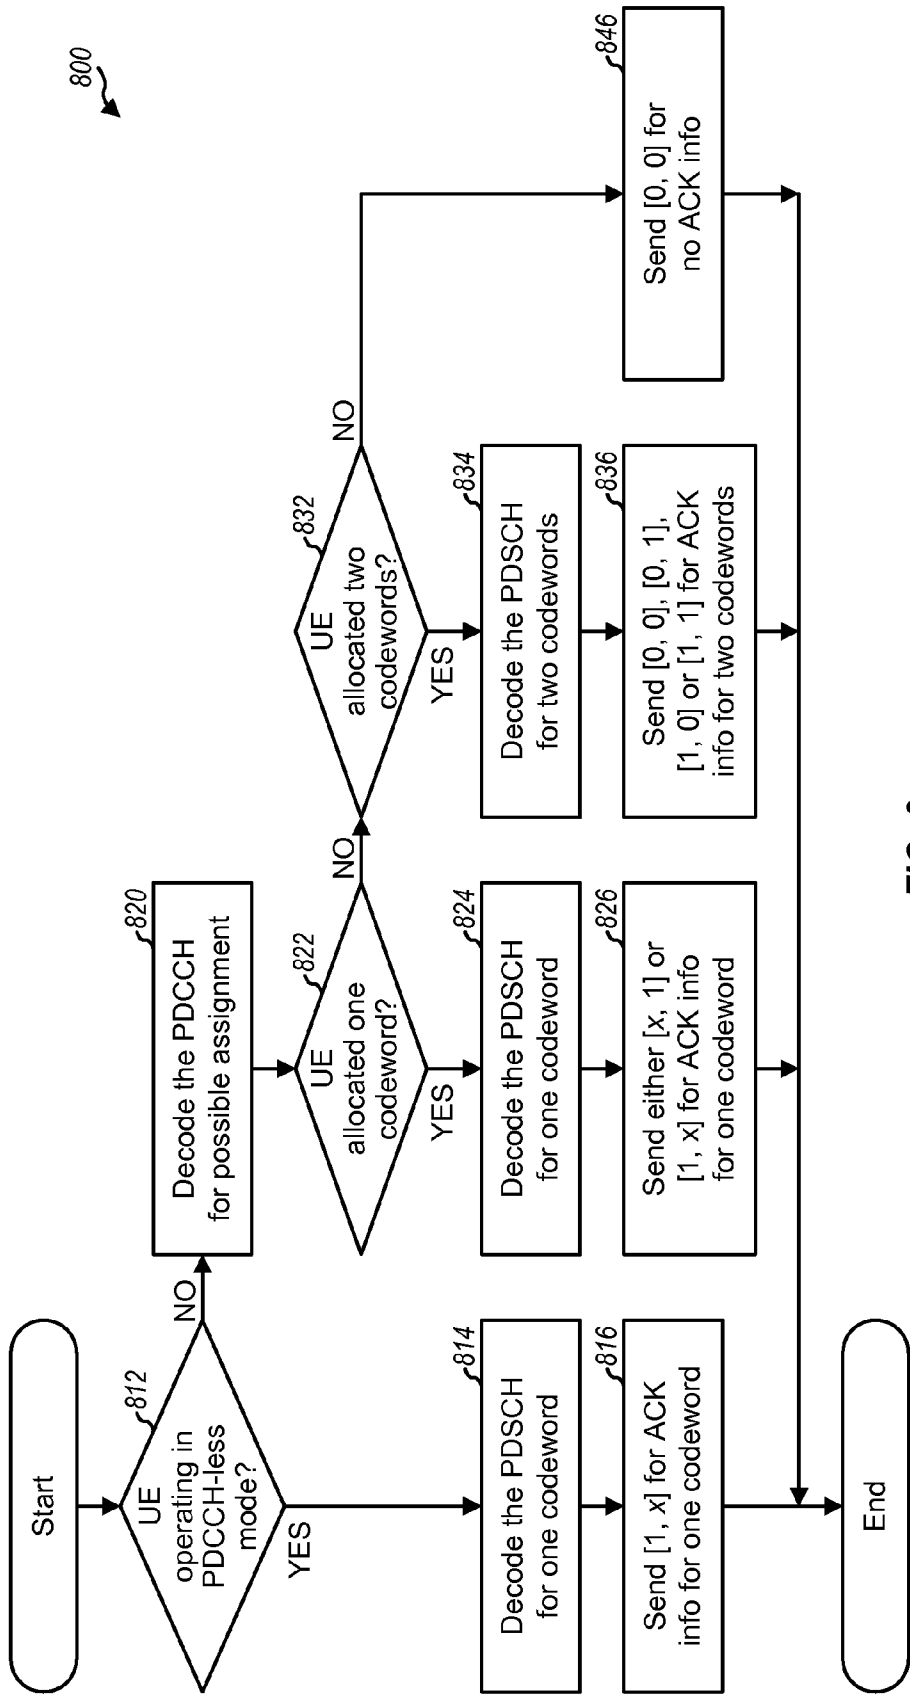 800
Start
812
UE
operating in
PDCCH-less
mode?
NO
YES
820
Decode the PDCCH
for possible assignment
822
UE
allocated one
codeword?
NO
YES
832
UE
allocated two
codewords?
NO
YES
814
Decode the PDSCH
for one codeword
824
Decode the PDSCH
for one codeword
834
Decode the PDSCH
for two codewords
816
Send [1, x] for ACK
info for one codeword
826
Send either [x, 1] or
[1, x] for ACK info
for one codeword
836
Send [0, 0], [0, 1],
[1, 0] or [1, 1] for ACK
info for two codewords
846
Send [0, 0] for
no ACK info
End